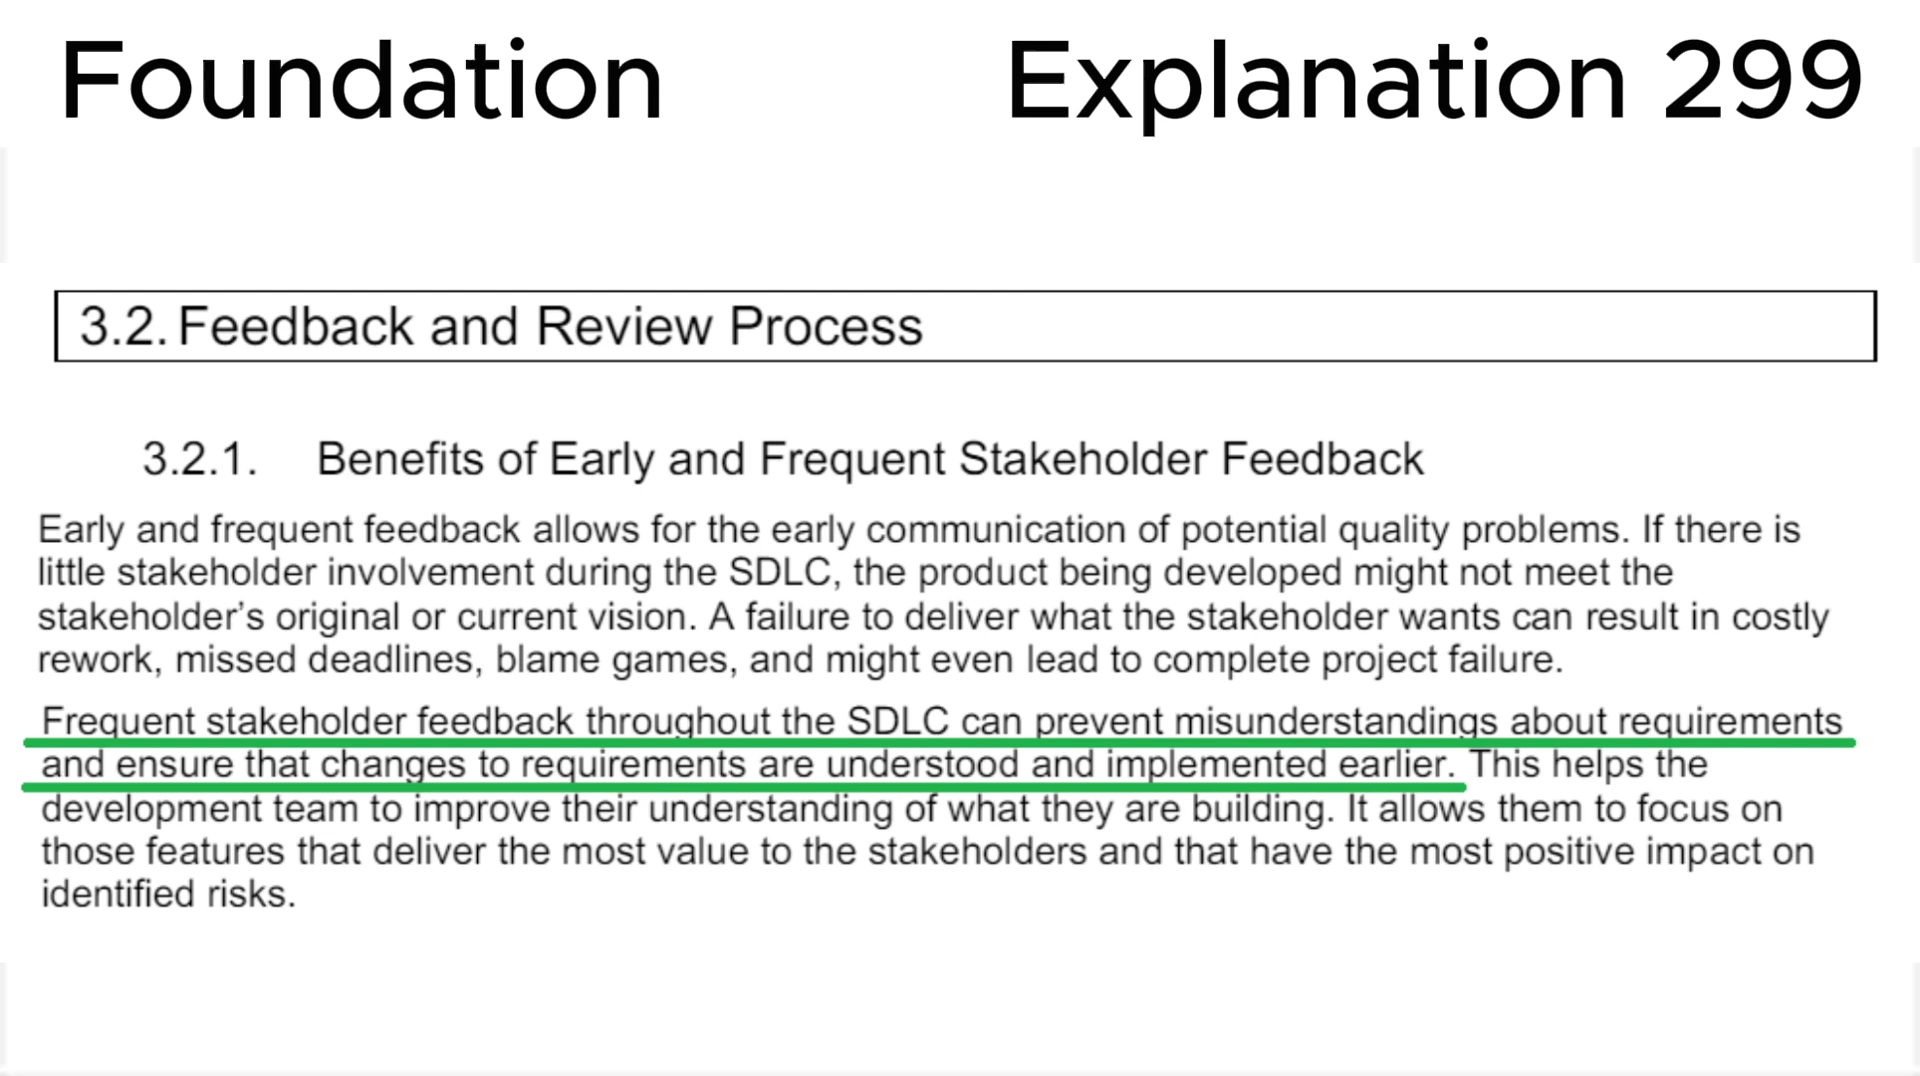 Foundation Explanation 299
3.2. Feedback and Review Process
3.2.1. Benefits of Early and Frequent Stakeholder Feedback
Early and frequent feedback allows for the early communication of potential quality problems. If there is
little stakeholder involvement during the SDLC, the product being developed might not meet the
stakeholder’s original or current vision. A failure to deliver what the stakeholder wants can result in costly
rework, missed deadlines, blame games, and might even lead to complete project failure.
Frequent stakeholder feedback throughout the SDLC can prevent misunderstandings about requirements
and ensure that changes to requirements are understood and implemented earlier. This helps the
development team to improve their understanding of what they are building. It allows them to focus on
those features that deliver the most value to the stakeholders and that have the most positive impact on
identified risks.